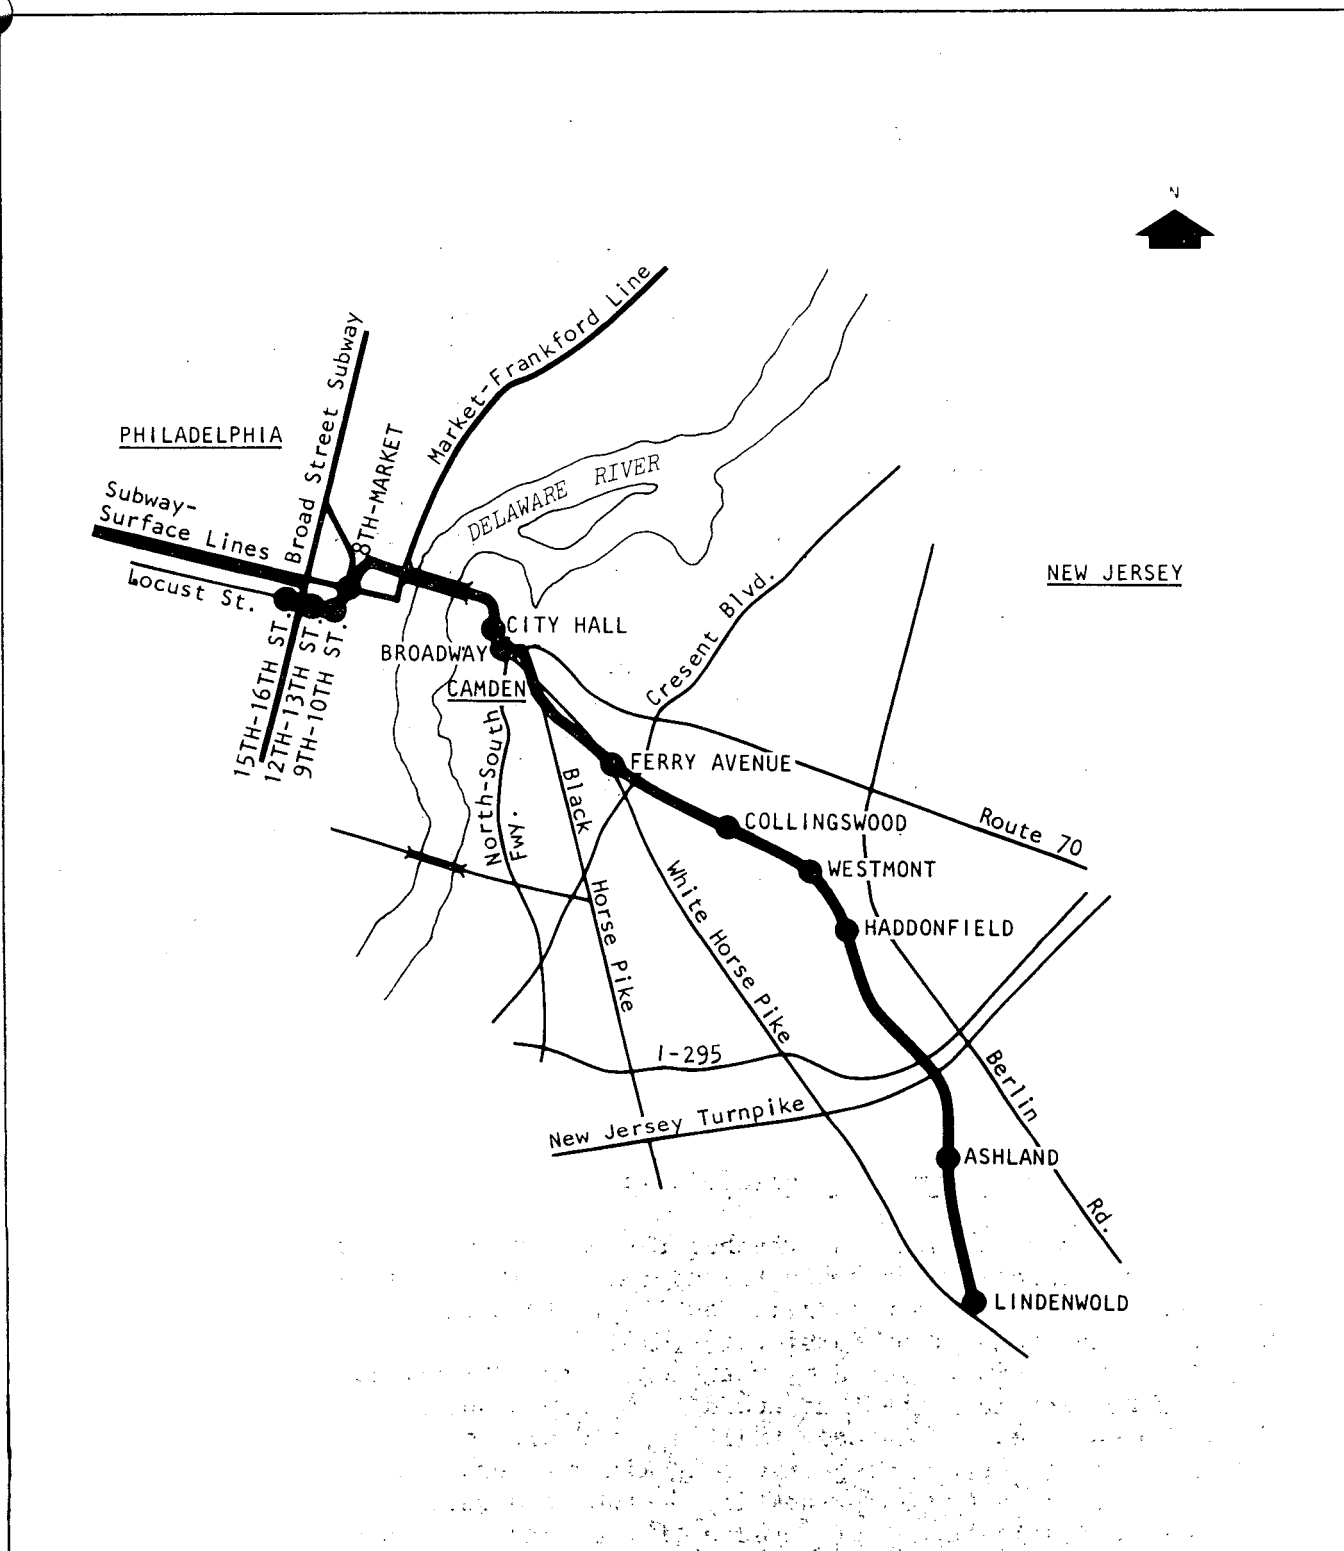 N
Market-Frankford Line
Broad Street Subway
PHILADELPHIA
8TH-MARKET
DELAWARE RIVER
Subway-
Surface Lines
Locust St.
NEW JERSEY
Cresent Blvd.
CITY HALL
BROADWAY
CAMDEN
15TH-16TH ST.
12TH-13TH ST.
9TH-10TH ST.
North-South
Fwy.
FERRY AVENUE
Black Horse Pike
COLLINGSWOOD
Route 70
WESTMONT
White Horse Pike
HADDONFIELD
I-295
Berlin Rd.
New Jersey Turnpike
ASHLAND
LINDENWOLD